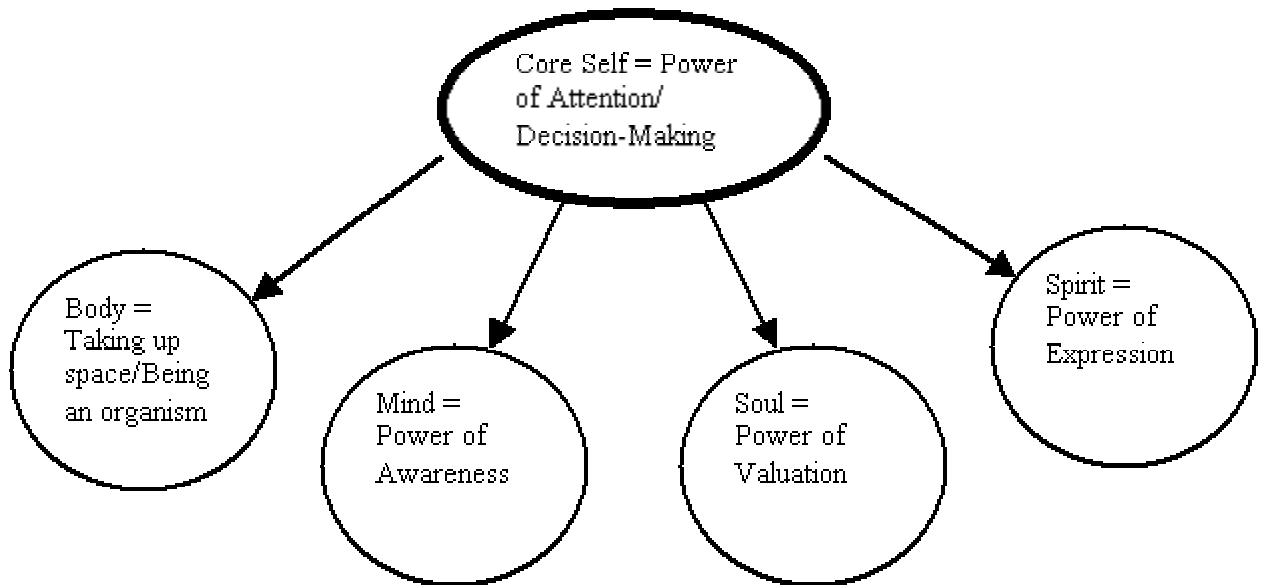 Core Self = Power
of Attention/
Decision-Making
Body =
Taking up
space/Being
an organism
Mind =
Power of
Awareness
Soul =
Power of
Valuation
Spirit =
Power of
Expression